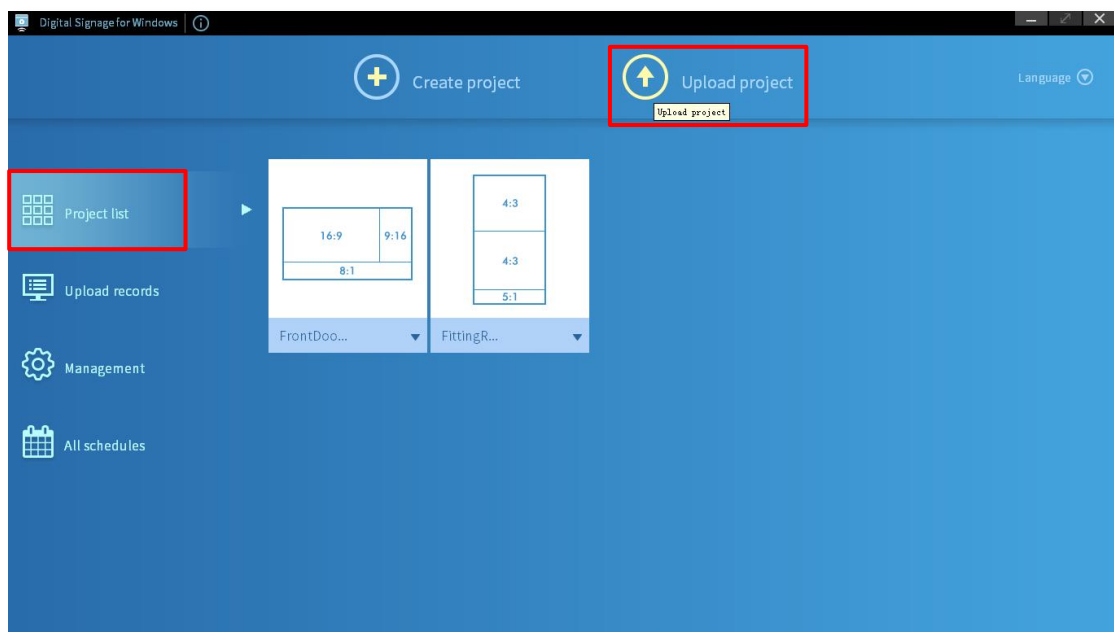 Digital Signage for Windows
Create project
Upload project
Language
Upload project
Project list
16:9
9:16
8:1
4:3
4:3
5:1
FrontDoo...
FittingR...
Upload records
Management
All schedules